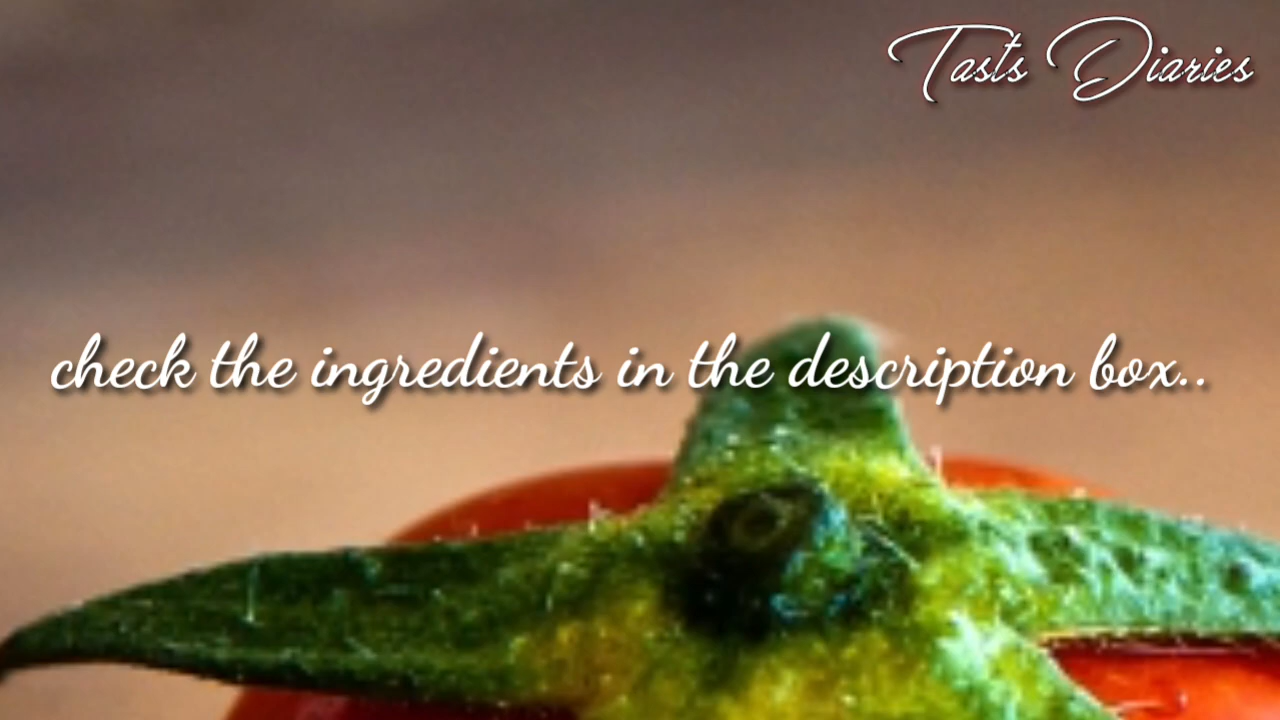 Tasts Diaries
check the ingredients in the description box..